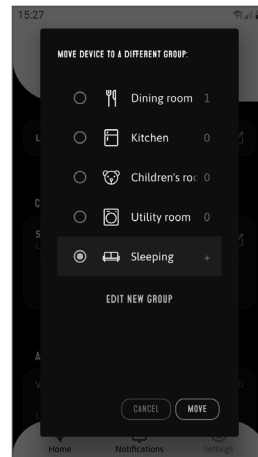 15:27
MOVE DEVICE TO A DIFFERENT GROUP:
Dining room 1
Kitchen 0
Children's roc 0
Utility room 0
Sleeping +
EDIT NEW GROUP
CANCEL MOVE
Home Notifications Settings